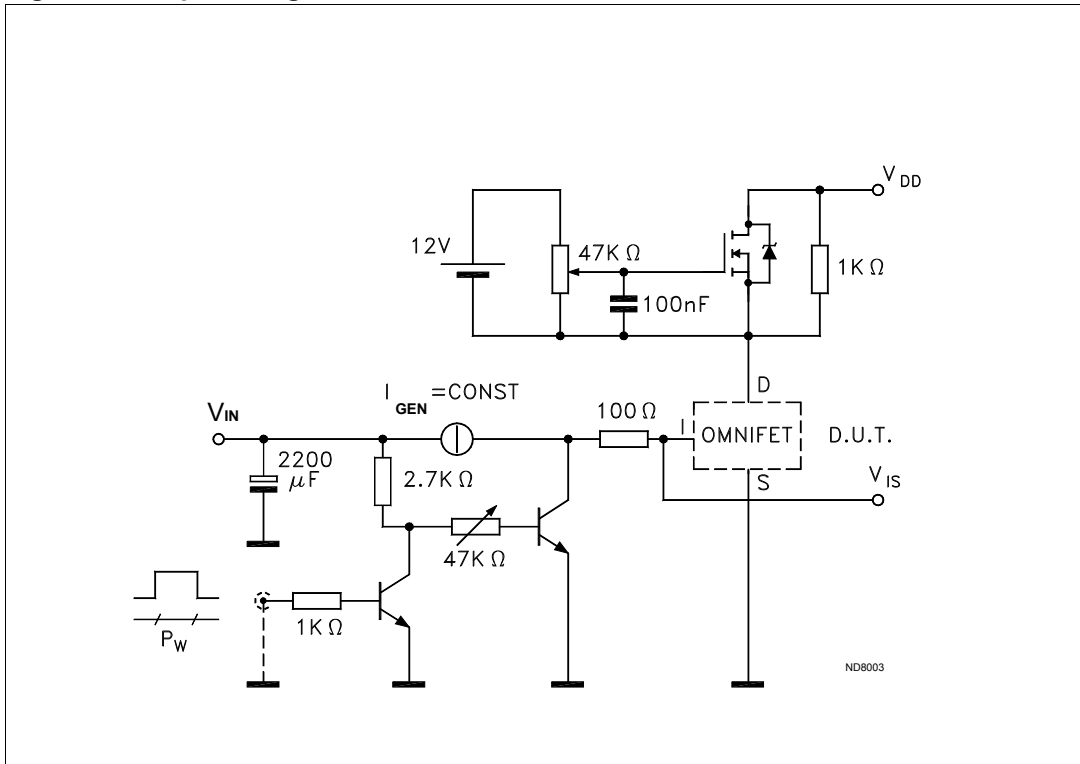 V DD
12V
47K Ω
1K Ω
100nF
I GEN =CONST
D
VIN
100 Ω
I
OMNIFET
D.U.T.
2200
μF
2.7K Ω
S
V IS
47K Ω
1K Ω
PW
ND8003